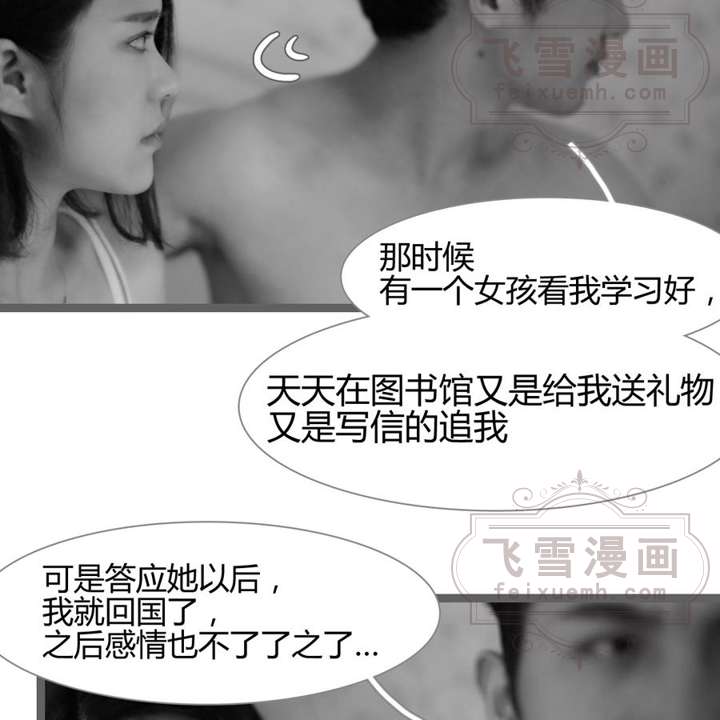 飞雪漫画
feixuemh.com
那时候
有一个女孩看我学习好，
天天在图书馆又是给我送礼物
又是写信的追我
飞雪漫画
feixuemh.com
可是答应她以后，
我就回国了，
之后感情也不了了之了…